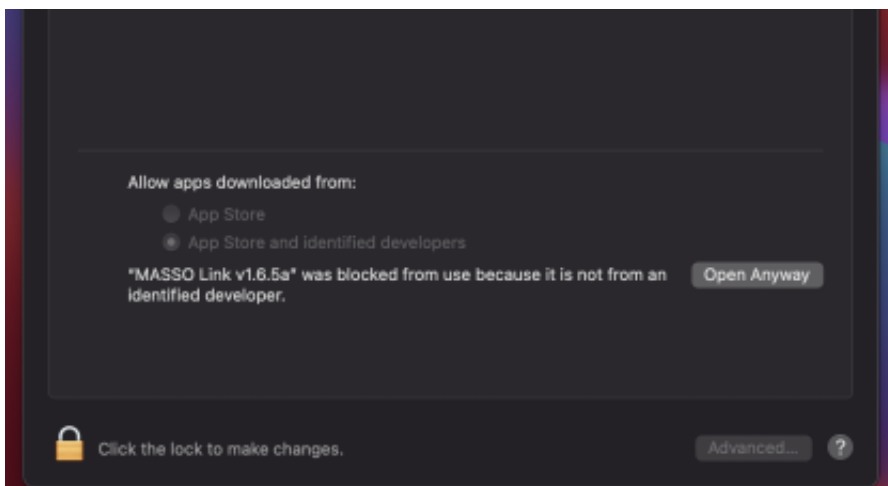 Allow apps downloaded from:
App Store
App Store and identified developers
"MASSO Link v1.6.5a" was blocked from use because it is not from an
identified developer.
Open Anyway
Click the lock to make changes.
Advanced...
?